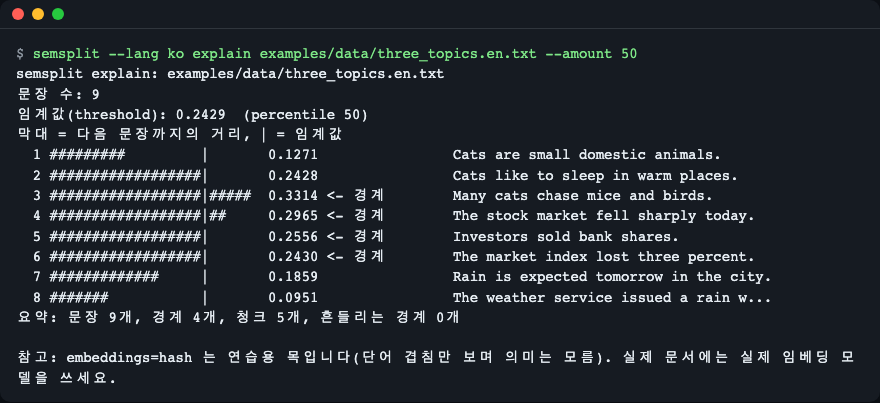 $ semsplit --lang ko explain examples/data/three_topics.en.txt --amount 50
semsplit explain: examples/data/three_topics.en.txt
문장 수: 9
임계값(threshold): 0.2429  (percentile 50)
막대 = 다음 문장까지의 거리, | = 임계값
  1 #########         |       0.1271                Cats are small domestic animals.
  2 ##################|       0.2428                Cats like to sleep in warm places.
  3 ##################|#####  0.3314 <- 경계        Many cats chase mice and birds.
  4 ##################|##     0.2965 <- 경계        The stock market fell sharply today.
  5 ##################|       0.2556 <- 경계        Investors sold bank shares.
  6 ##################|       0.2430 <- 경계        The market index lost three percent.
  7 #############     |       0.1859                Rain is expected tomorrow in the city.
  8 #######           |       0.0951                The weather service issued a rain w...
요약: 문장 9개, 경계 4개, 청크 5개, 흔들리는 경계 0개
참고: embeddings=hash 는 연습용 목입니다(단어 겹침만 보며 의미는 모름). 실제 문서에는 실제 임베딩 모
델을 쓰세요.